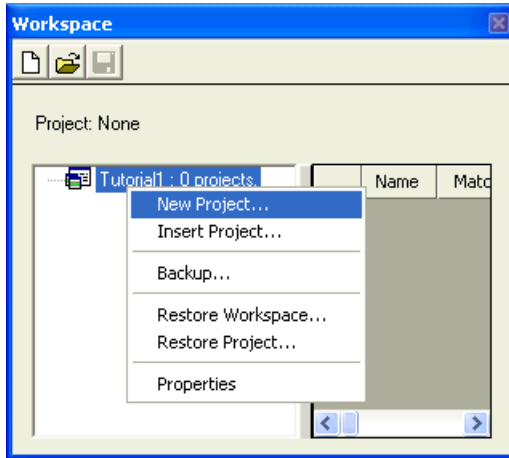 Workspace
Project: None
Tutorial1 : 0 projects.
Name
New Project...
Insert Project...
Backup...
Restore Workspace...
Restore Project...
Properties